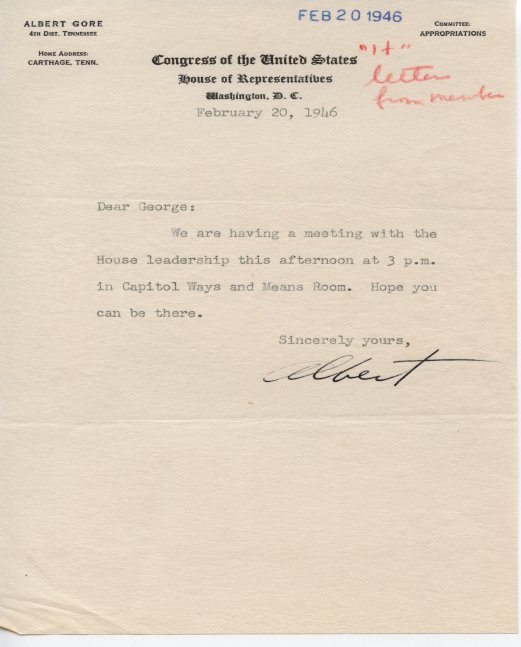 ALBERT GORE
4TH DIST. TENNESSEE
HOME ADDRESS:
CARTHAGE, TENN.
FEB 20 1946
COMMITTEE:
APPROPRIATIONS
Congress of the United States
House of Representatives
Washington, D. C.
"1+"
letter
from member
February 20, 1946
Dear George:
We are having a meeting with the
House leadership this afternoon at 3 p.m.
in Capitol Ways and Means Room. Hope you
can be there.
Sincerely yours,
Albert